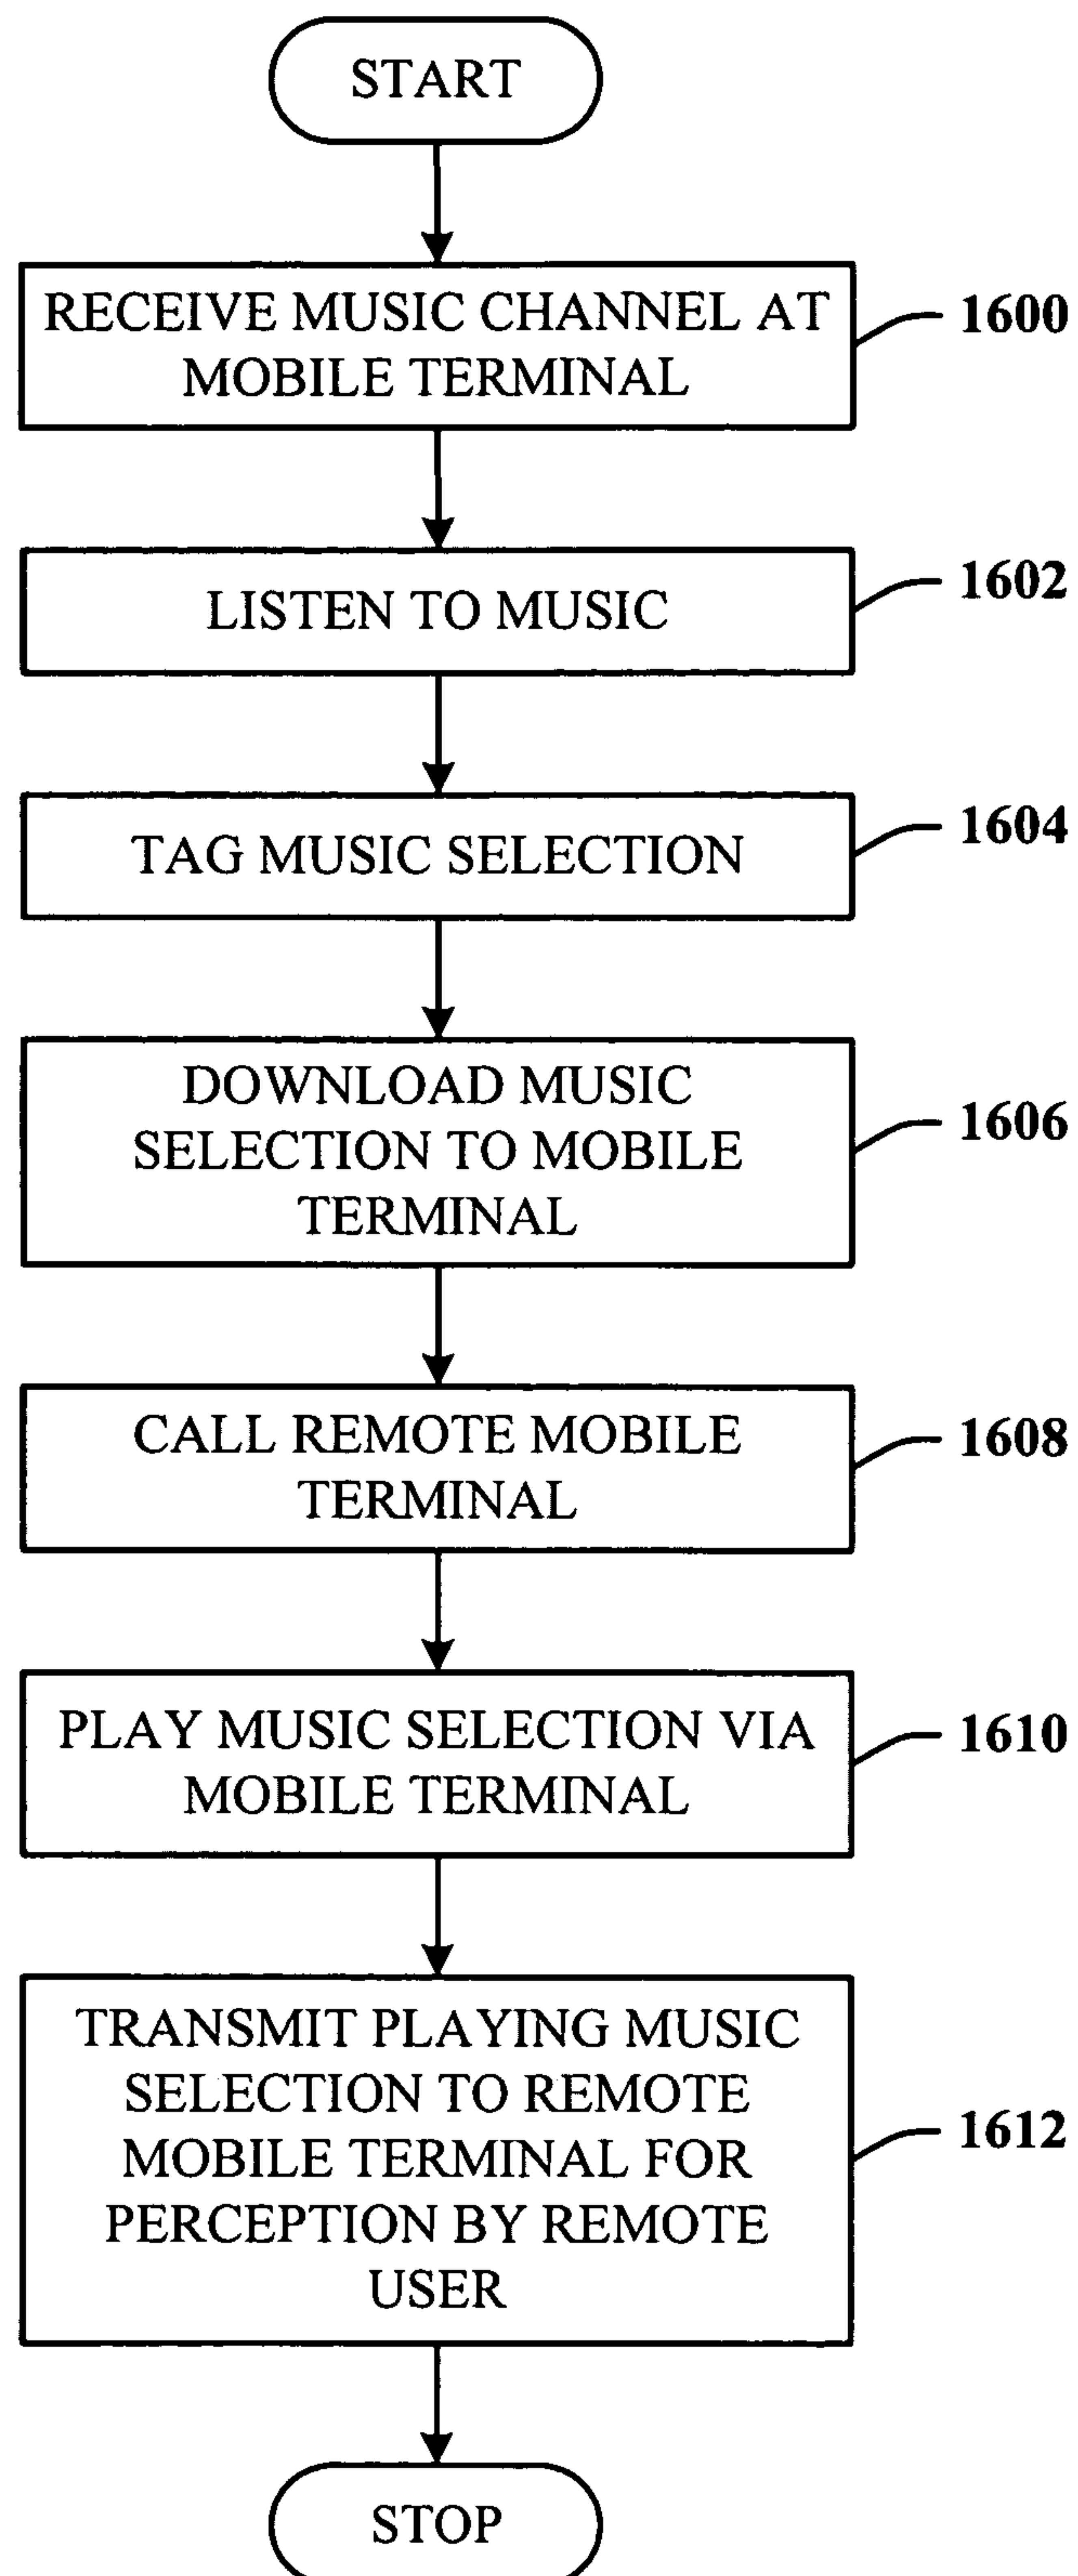 START
RECEIVE MUSIC CHANNEL AT
MOBILE TERMINAL
1600
LISTEN TO MUSIC
1602
TAG MUSIC SELECTION
1604
DOWNLOAD MUSIC
SELECTION TO MOBILE
TERMINAL
1606
CALL REMOTE MOBILE
TERMINAL
1608
PLAY MUSIC SELECTION VIA
MOBILE TERMINAL
1610
TRANSMIT PLAYING MUSIC
SELECTION TO REMOTE
MOBILE TERMINAL FOR
PERCEPTION BY REMOTE
USER
1612
STOP